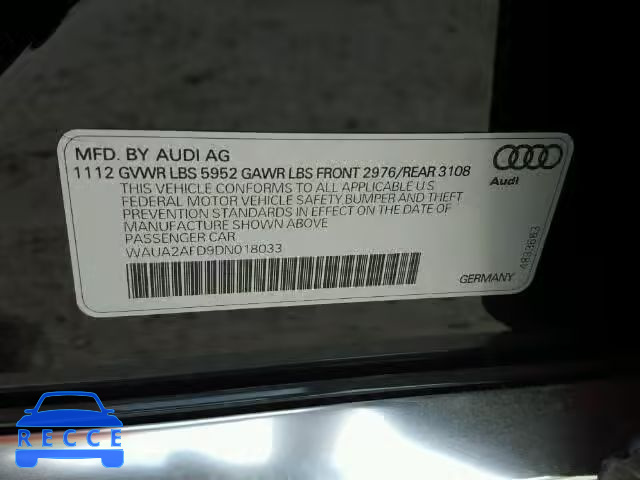 MFD. BY AUDI AG
1112 GVWR LBS 5952 GAWR LBS FRONT 2976/REAR 3108
THIS VEHICLE CONFORMS TO ALL APPLICABLE U.S.
FEDERAL MOTOR VEHICLE SAFETY BUMPER AND THEFT
PREVENTION STANDARDS IN EFFECT ON THE DATE OF
MANUFACTURE SHOWN ABOVE
PASSENGER CAR
WAUA2AFD9DN018033
Audi
4833683
GERMANY
RECCE